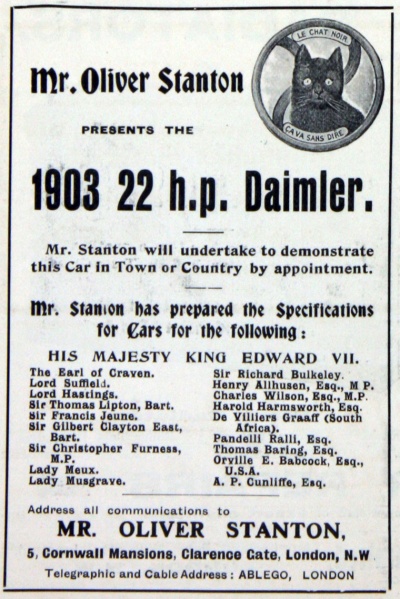 LE CHAT NOIR
CA VA SANS DIRE
Mr. Oliver Stanton
PRESENTS THE
1903 22 h.p. Daimler.
Mr. Stanton will undertake to demonstrate
this Car in Town or Country by appointment.
Mr. Stanton has prepared the Specifications
for Cars for the following:
HIS MAJESTY KING EDWARD VII.
The Earl of Craven.
Lord Suffield.
Lord Hastings.
Sir Thomas Lipton, Bart.
Sir Francis Jeune.
Sir Gilbert Clayton East,
Bart.
Sir Christopher Furness,
M.P.
Lady Meux.
Lady Musgrave.
Sir Richard Bulkeley.
Henry Allhusen, Esq., M P.
Charles Wilson, Esq., M.P.
Harold Harmsworth, Esq.
De Villiers Graaff (South
Africa).
Pandelli Ralli, Esq.
Thomas Baring, Esq.
Orville E. Babcock, Esq.,
U.S.A.
A. P. Cunliffe, Esq.
Address all communications to
MR. OLIVER STANTON,
5, Cornwall Mansions, Clarence Gate, London, N.W
Telegraphic and Cable Address: ABLEGO, LONDON